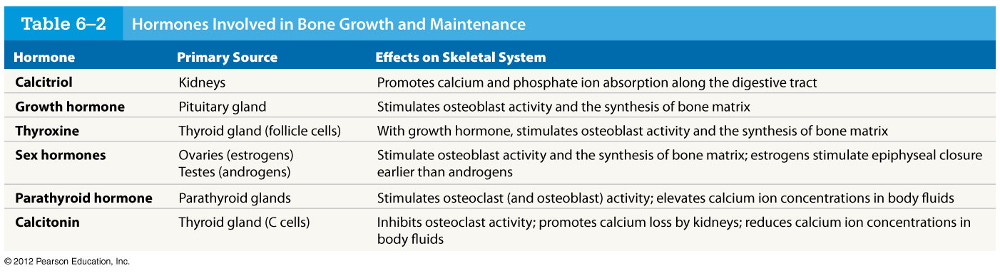 Table 6–2 Hormones Involved in Bone Growth and Maintenance
Hormone Primary Source Effects on Skeletal System
Calcitriol Kidneys Promotes calcium and phosphate ion absorption along the digestive tract
Growth hormone Pituitary gland Stimulates osteoblast activity and the synthesis of bone matrix
Thyroxine Thyroid gland (follicle cells) With growth hormone, stimulates osteoblast activity and the synthesis of bone matrix
Sex hormones Ovaries (estrogens) Stimulate osteoblast activity and the synthesis of bone matrix; estrogens stimulate epiphyseal closure
Testes (androgens) earlier than androgens
Parathyroid hormone Parathyroid glands Stimulates osteoclast (and osteoblast) activity; elevates calcium ion concentrations in body fluids
Calcitonin Thyroid gland (C cells) Inhibits osteoclast activity; promotes calcium loss by kidneys; reduces calcium ion concentrations in
body fluids
© 2012 Pearson Education, Inc.